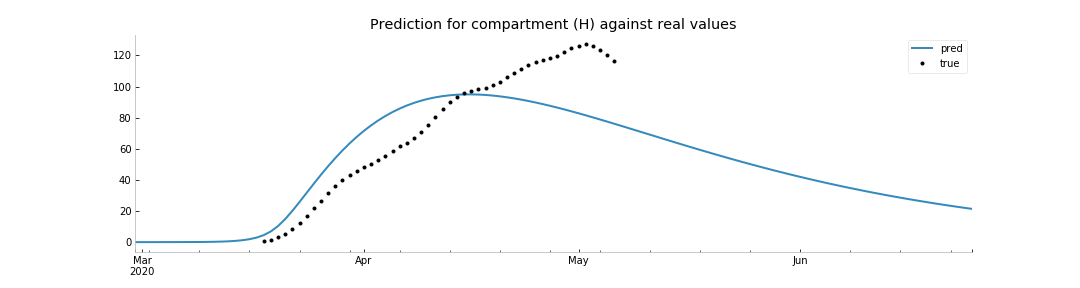 Prediction for compartment (H) against real values
pred
true
120
100
80
60
40
20
0
Mar
2020
Apr
May
Jun